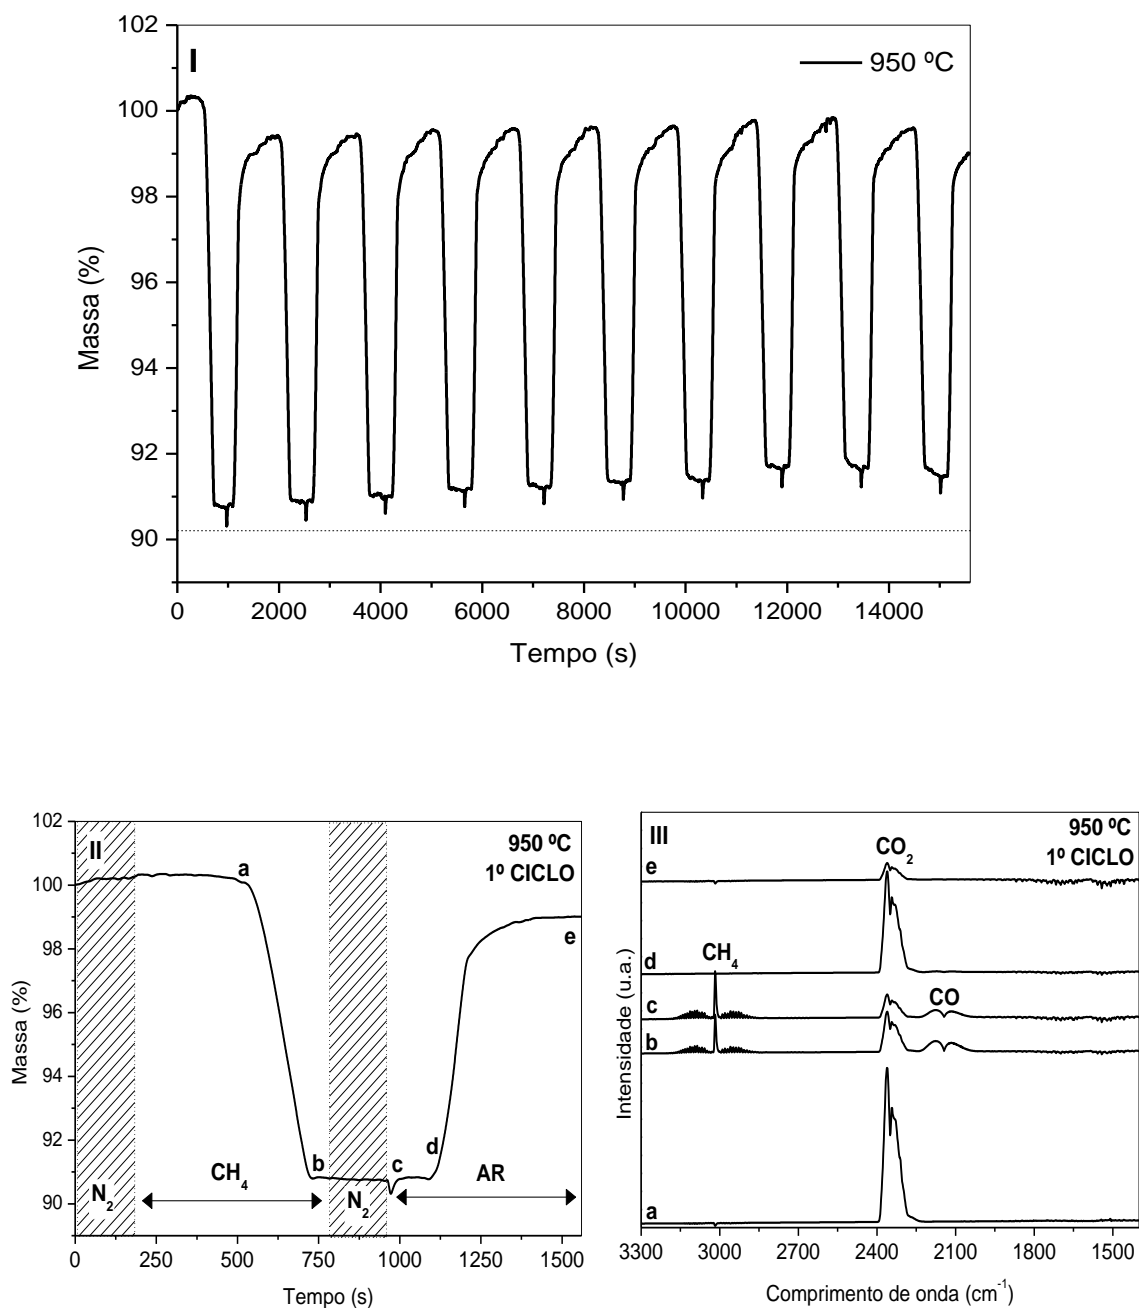 102
I
950 ºC
100
98
96
94
92
90
Massa (%)
0 2000 4000 6000 8000 10000 12000 14000
Tempo (s)
102
II
950 ºC
1º CICLO
100
a
98
e
96
94
92
d
b
c
90
CH₄
AR
N₂
N₂
Massa (%)
0 250 500 750 1000 1250 1500
Tempo (s)
III
950 ºC
1º CICLO
CO₂
e
d
CH₄
c
CO
b
a
Intensidade (u.a.)
3300 3000 2700 2400 2100 1800 1500
Comprimento de onda (cm⁻¹)